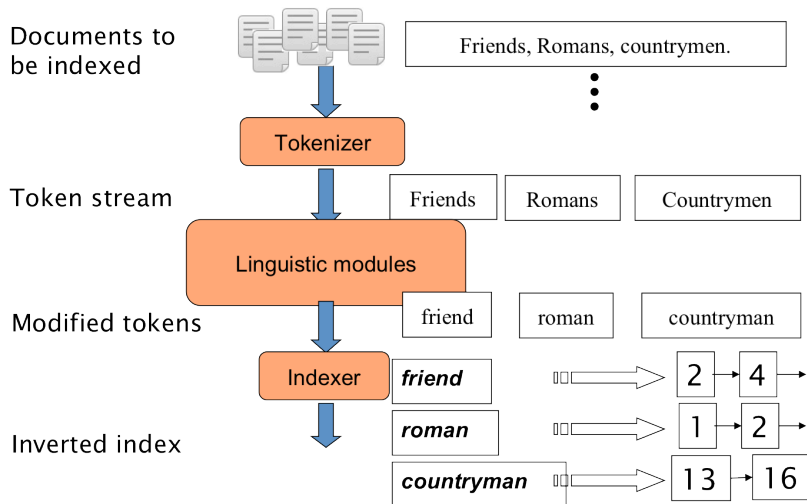 Documents to
be indexed
Friends, Romans, countrymen.
Tokenizer
Token stream
Friends Romans Countrymen
Linguistic modules
Modified tokens
friend roman countryman
Indexer
friend 2 4
roman 1 2
Inverted index
countryman 13 16